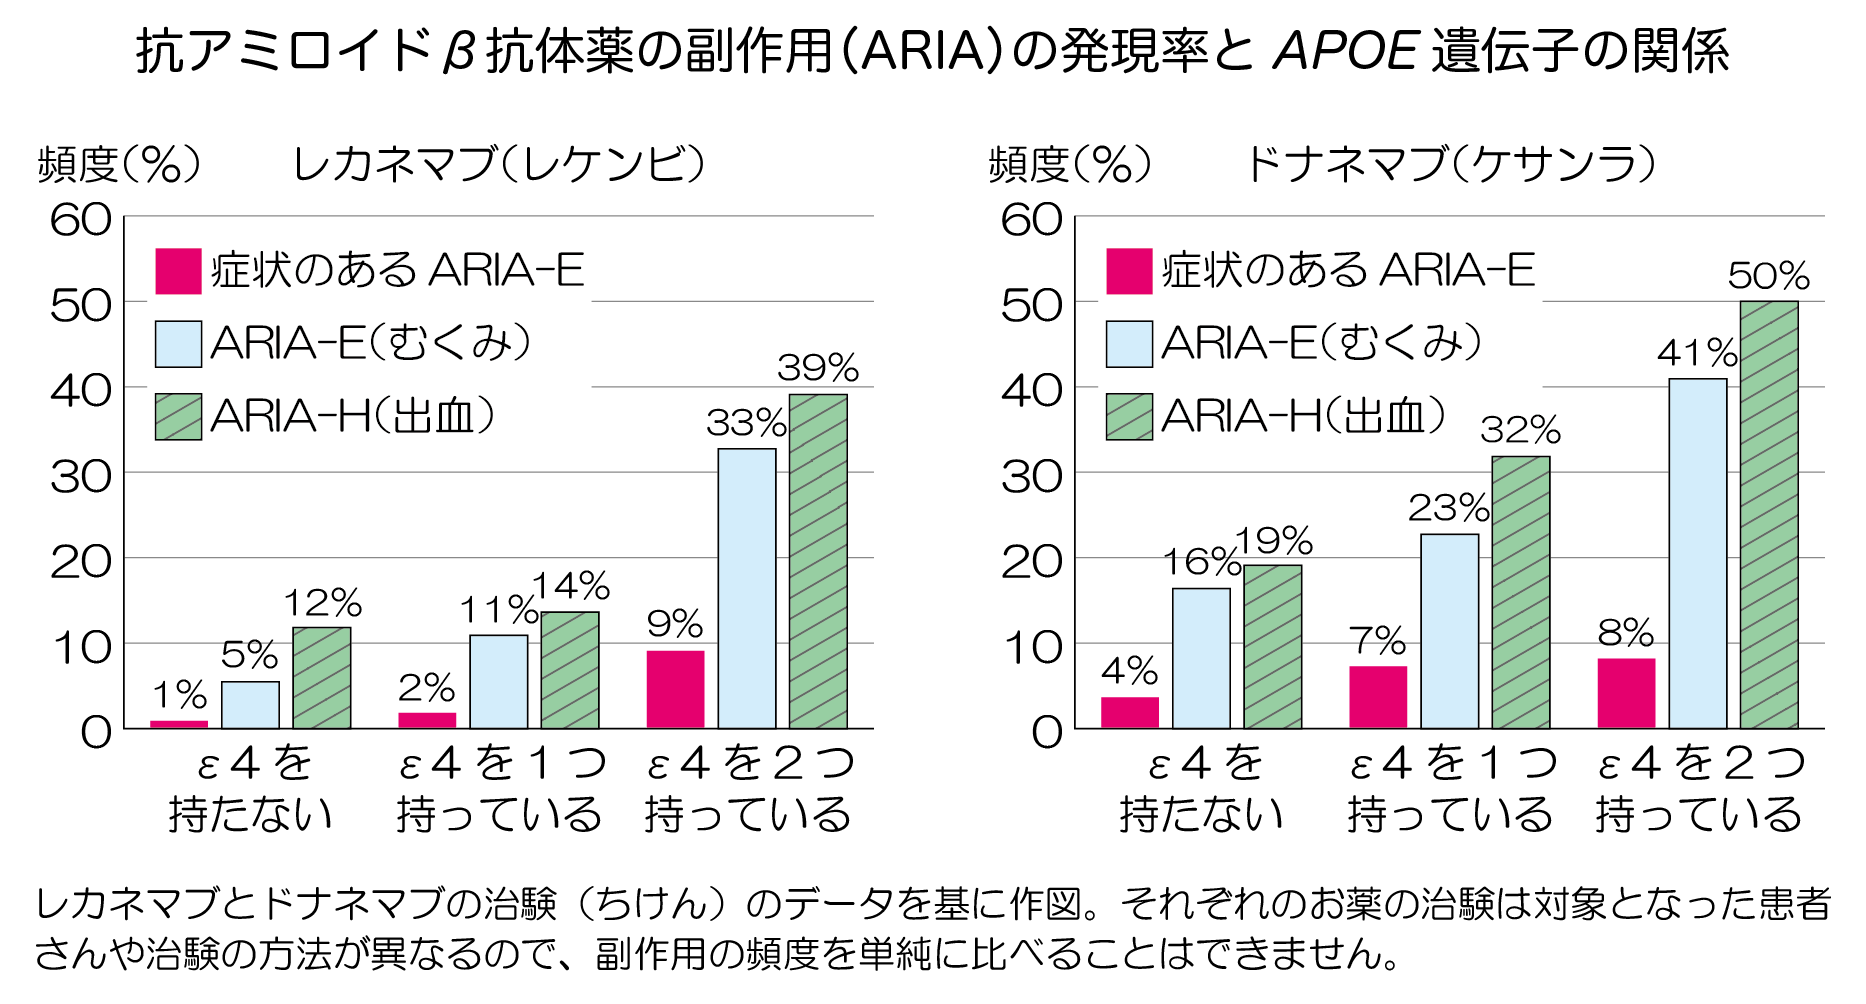 抗アミロイドβ抗体薬の副作用(ARIA)の発現率とAPOE遺伝子の関係
頻度(%)
レカネマブ(レケンビ)
60
50
40
30
20
10
0
症状のあるARIA-E
ARIA-E(むくみ)
ARIA-H(出血)
1%
5%
12%
2%
11%
14%
9%
33%
39%
ε4を
持たない
ε4を1つ
持っている
ε4を2つ
持っている
頻度(%)
ドナネマブ(ケサンラ)
60
50
40
30
20
10
0
症状のあるARIA-E
ARIA-E(むくみ)
ARIA-H(出血)
4%
16%
19%
7%
23%
32%
8%
41%
50%
ε4を
持たない
ε4を1つ
持っている
ε4を2つ
持っている
レカネマブとドナネマブの治験（ちけん）のデータを基に作図。それぞれのお薬の治験は対象となった患者
さんや治験の方法が異なるので、副作用の頻度を単純に比べることはできません。